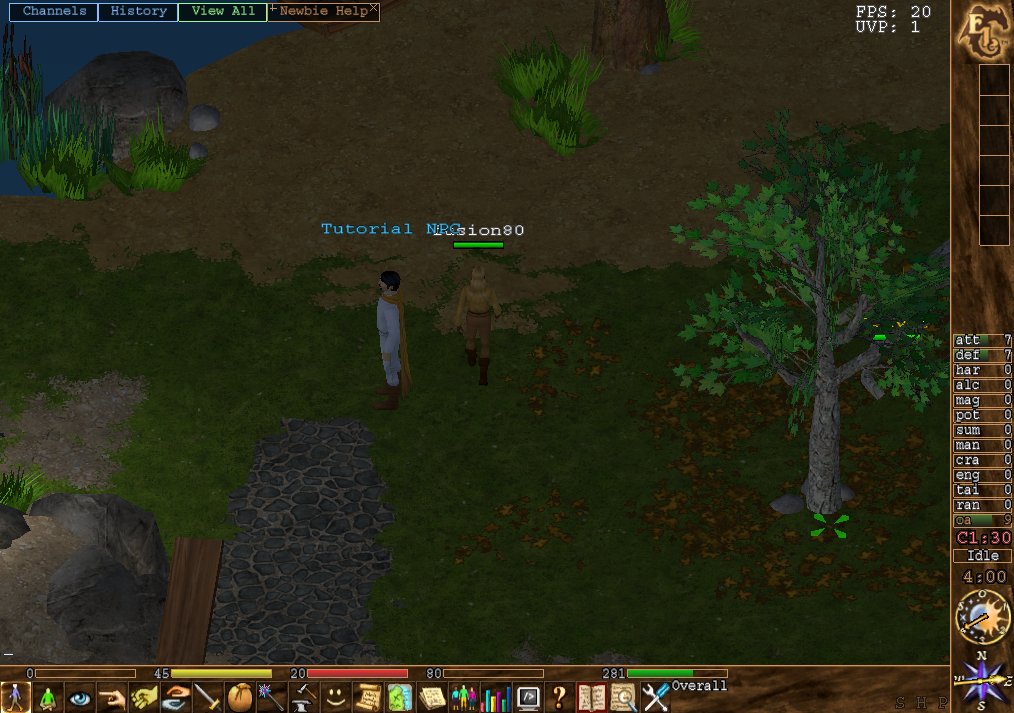 Channels
History
View All
+ Newbie Help x
FPS: 20
UVP: 1
EL
Tutorial NPC
att 7
def 7
har 0
alc 0
mag 0
pot 0
sum 0
man 0
cra 0
eng 0
tai 0
ran 0
oa 9
C1:30
Idle
4:00
N
W E
S
0
45
20
80
281
Overall
S H P